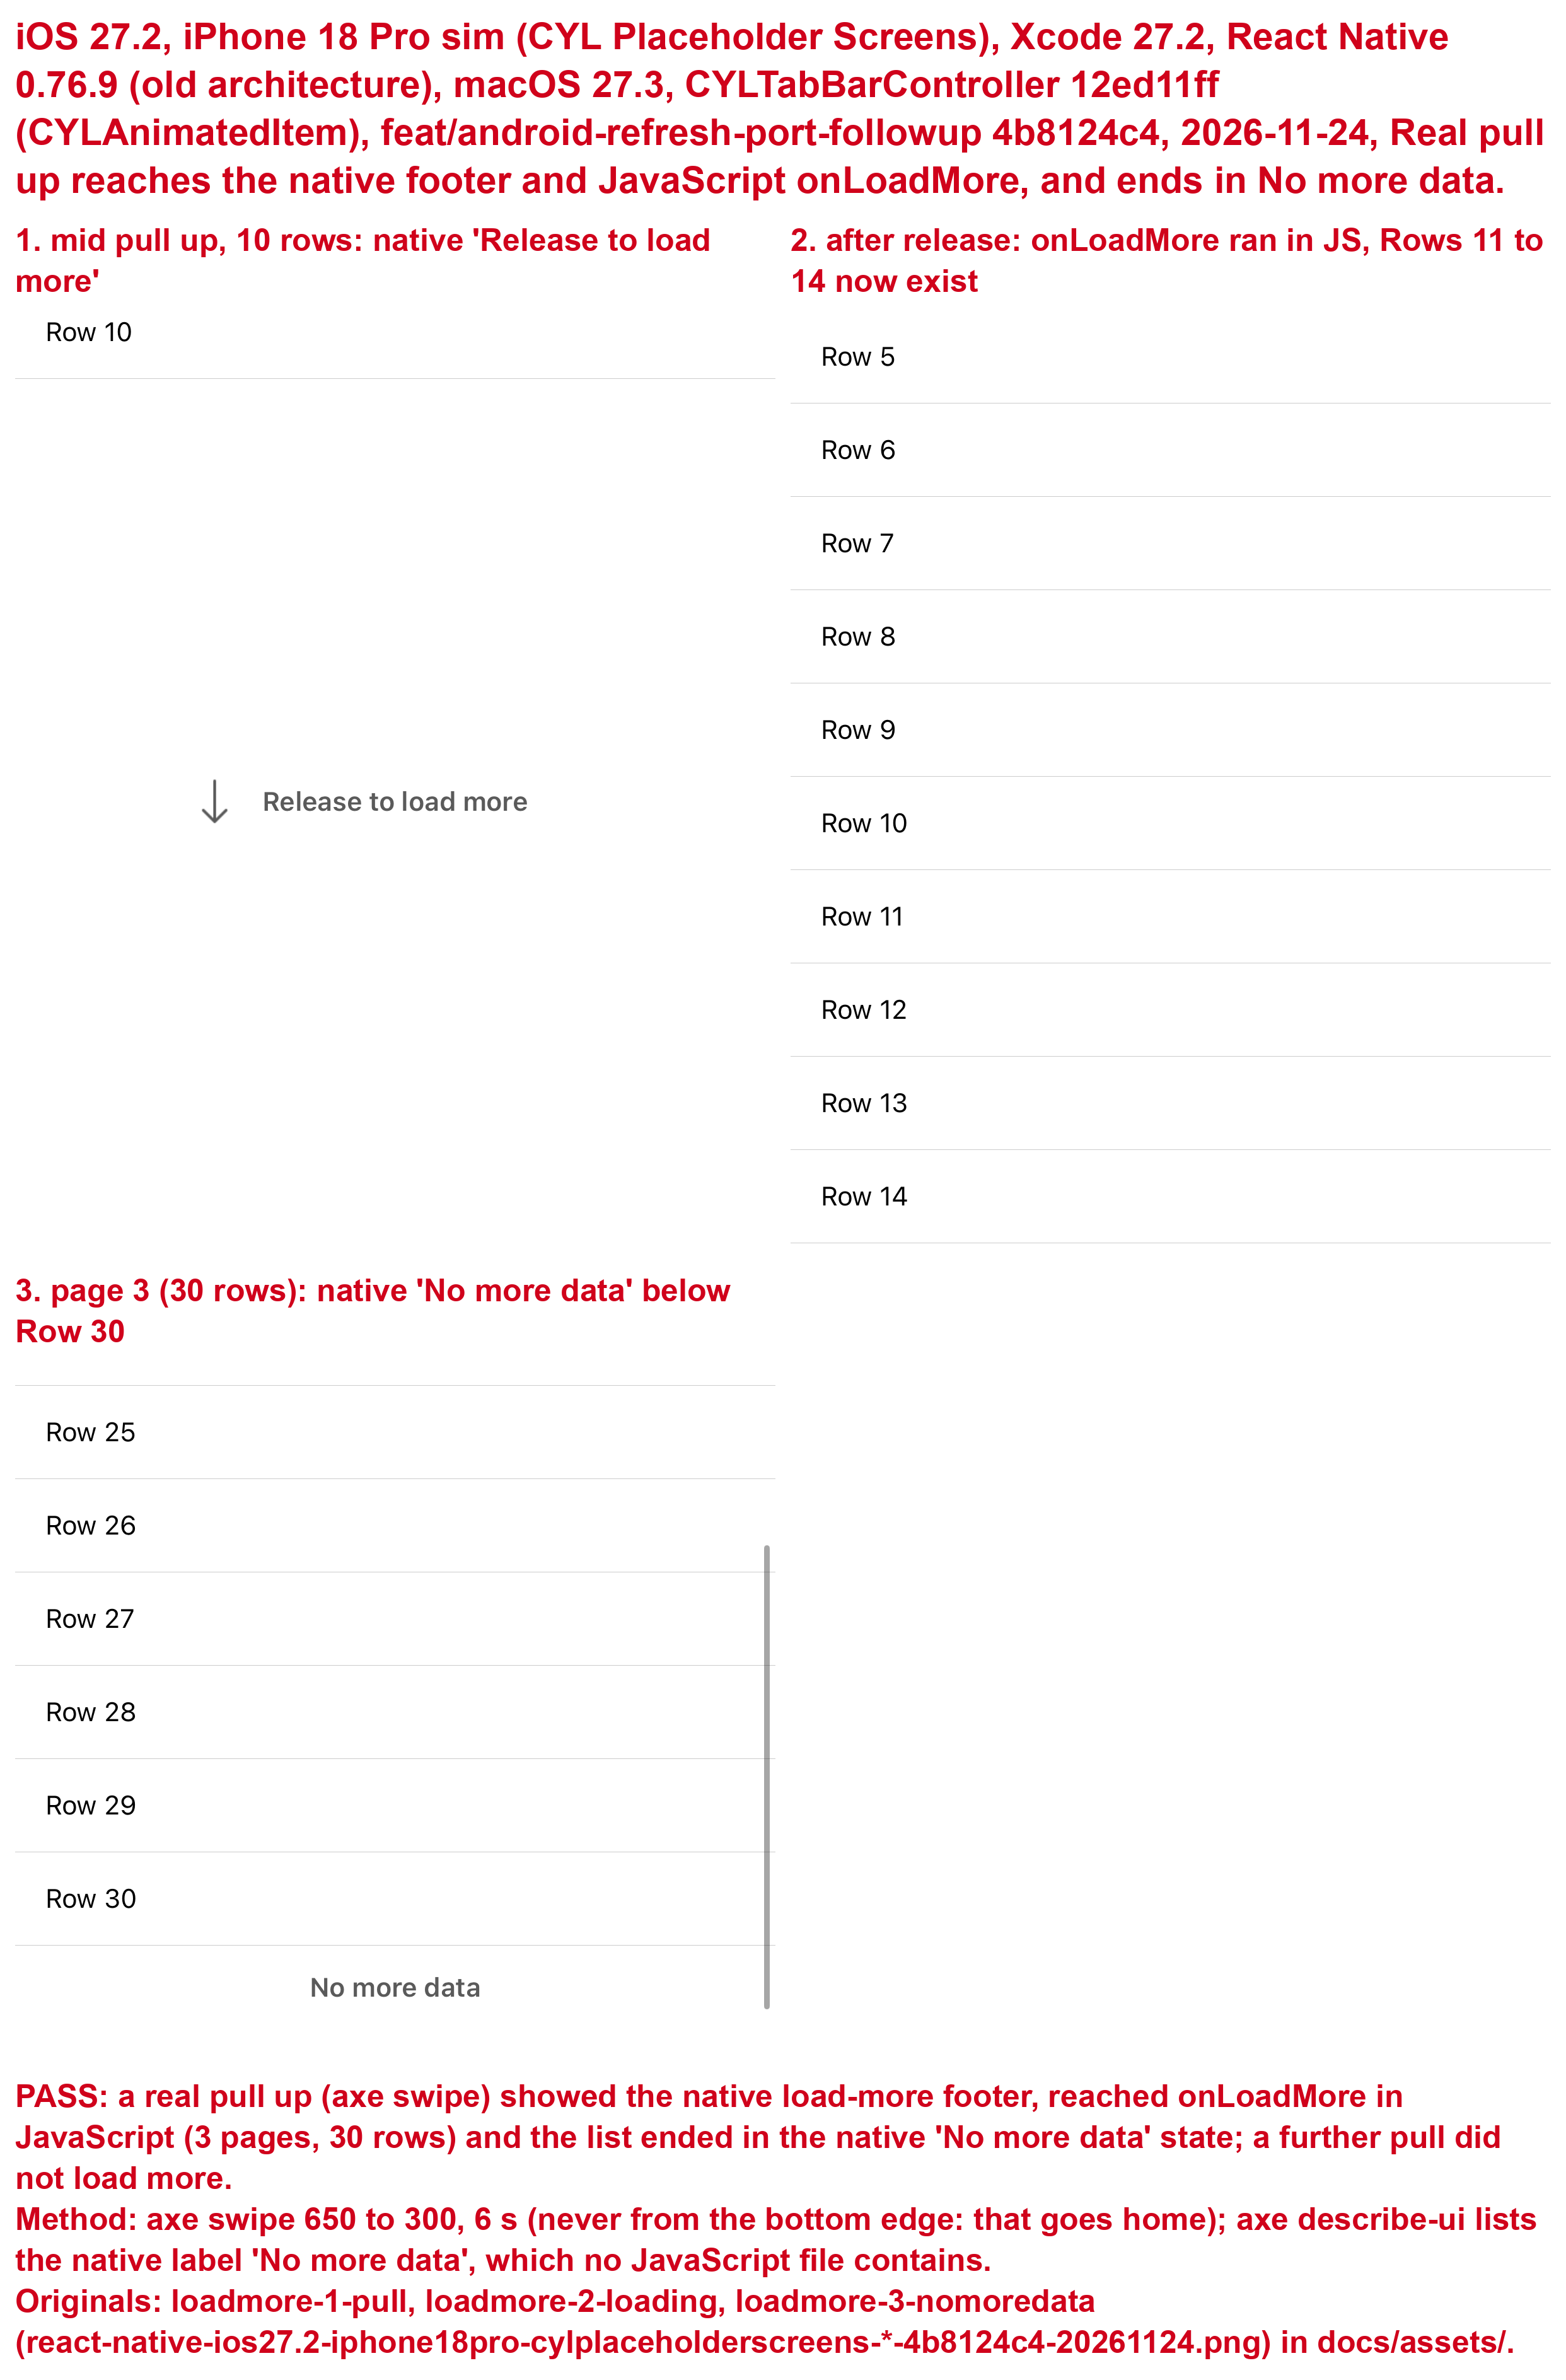 iOS 27.2, iPhone 18 Pro sim (CYL Placeholder Screens), Xcode 27.2, React Native
0.76.9 (old architecture), macOS 27.3, CYLTabBarController 12ed11ff
(CYLAnimatedItem), feat/android-refresh-port-followup 4b8124c4, 2026-11-24, Real pull
up reaches the native footer and JavaScript onLoadMore, and ends in No more data.
1. mid pull up, 10 rows: native 'Release to load
more'
Row 10
Release to load more
2. after release: onLoadMore ran in JS, Rows 11 to
14 now exist
Row 5
Row 6
Row 7
Row 8
Row 9
Row 10
Row 11
Row 12
Row 13
Row 14
3. page 3 (30 rows): native 'No more data' below
Row 30
Row 25
Row 26
Row 27
Row 28
Row 29
Row 30
No more data
PASS: a real pull up (axe swipe) showed the native load-more footer, reached onLoadMore in
JavaScript (3 pages, 30 rows) and the list ended in the native 'No more data' state; a further pull did
not load more.
Method: axe swipe 650 to 300, 6 s (never from the bottom edge: that goes home); axe describe-ui lists
the native label 'No more data', which no JavaScript file contains.
Originals: loadmore-1-pull, loadmore-2-loading, loadmore-3-nomoredata
(react-native-ios27.2-iphone18pro-cylplaceholderscreens-*-4b8124c4-20261124.png) in docs/assets/.